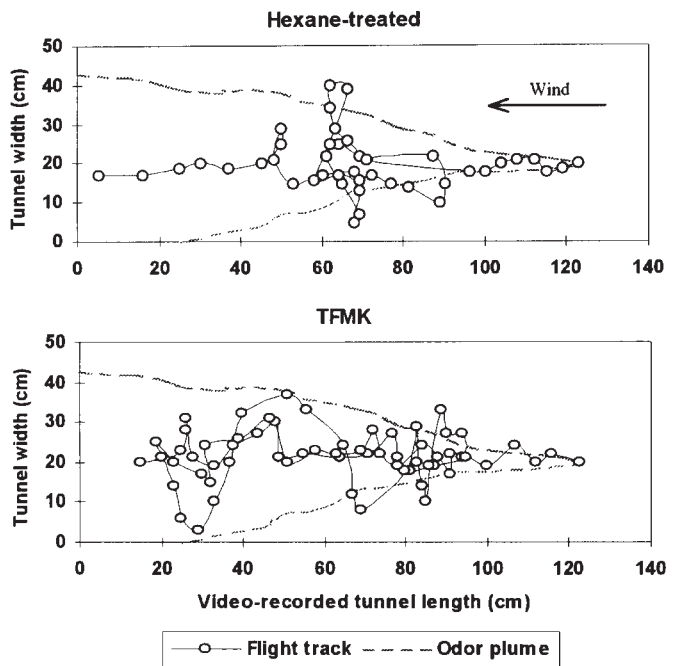 Hexane-treated
50
40
30
20
10
0
Tunnel width (cm)
Wind
0 20 40 60 80 100 120 140
TFMK
50
40
30
20
10
0
Tunnel width (cm)
0 20 40 60 80 100 120 140
Video-recorded tunnel length (cm)
Flight track Odor plume